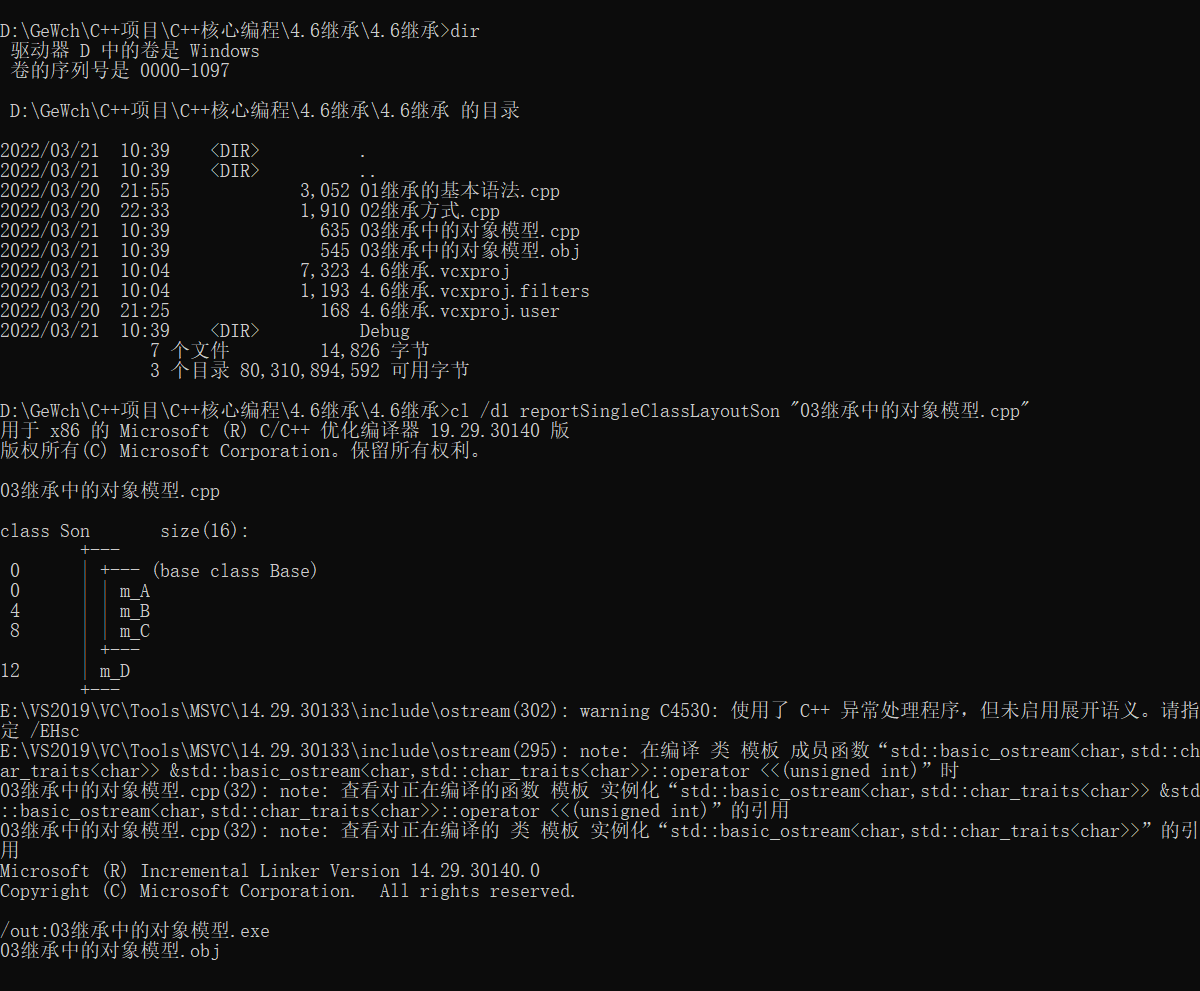 D:\GeWch\C++项目\C++核心编程\4.6继承\4.6继承>dir
 驱动器 D 中的卷是 Windows
 卷的序列号是 0000-1097

 D:\GeWch\C++项目\C++核心编程\4.6继承\4.6继承 的目录

2022/03/21  10:39    <DIR>          .
2022/03/21  10:39    <DIR>          ..
2022/03/20  21:55             3,052 01继承的基本语法.cpp
2022/03/20  22:33             1,910 02继承方式.cpp
2022/03/21  10:39               635 03继承中的对象模型.cpp
2022/03/21  10:39               545 03继承中的对象模型.obj
2022/03/21  10:04             7,323 4.6继承.vcxproj
2022/03/21  10:04             1,193 4.6继承.vcxproj.filters
2022/03/20  21:25               168 4.6继承.vcxproj.user
2022/03/21  10:39    <DIR>          Debug
               7 个文件         14,826 字节
               3 个目录 80,310,894,592 可用字节

D:\GeWch\C++项目\C++核心编程\4.6继承\4.6继承>cl /d1 reportSingleClassLayoutSon "03继承中的对象模型.cpp"
用于 x86 的 Microsoft (R) C/C++ 优化编译器 19.29.30140 版
版权所有(C) Microsoft Corporation。保留所有权利。

03继承中的对象模型.cpp

class Son       size(16):
        +---
 0      | +--- (base class Base)
 0      | | m_A
 4      | | m_B
 8      | | m_C
        | +---
12      | m_D
        +---
E:\VS2019\VC\Tools\MSVC\14.29.30133\include\ostream(302): warning C4530: 使用了 C++ 异常处理程序，但未启用展开语义。请指
定 /EHsc
E:\VS2019\VC\Tools\MSVC\14.29.30133\include\ostream(295): note: 在编译 类 模板 成员函数“std::basic_ostream<char,std::ch
ar_traits<char>> &std::basic_ostream<char,std::char_traits<char>>::operator <<(unsigned int)”时
03继承中的对象模型.cpp(32): note: 查看对正在编译的函数 模板 实例化“std::basic_ostream<char,std::char_traits<char>> &std
::basic_ostream<char,std::char_traits<char>>::operator <<(unsigned int)”的引用
03继承中的对象模型.cpp(32): note: 查看对正在编译的 类 模板 实例化“std::basic_ostream<char,std::char_traits<char>>”的引
用
Microsoft (R) Incremental Linker Version 14.29.30140.0
Copyright (C) Microsoft Corporation.  All rights reserved.

/out:03继承中的对象模型.exe
03继承中的对象模型.obj